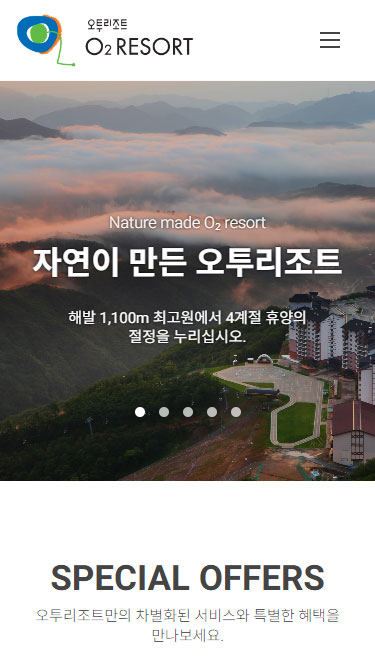 오투리조트
O₂ RESORT
Nature made O₂ resort
자연이 만든 오투리조트
해발 1,100m 최고원에서 4계절 휴양의
절정을 누리십시오.
SPECIAL OFFERS
오투리조트만의 차별화된 서비스와 특별한 혜택을
만나보세요.